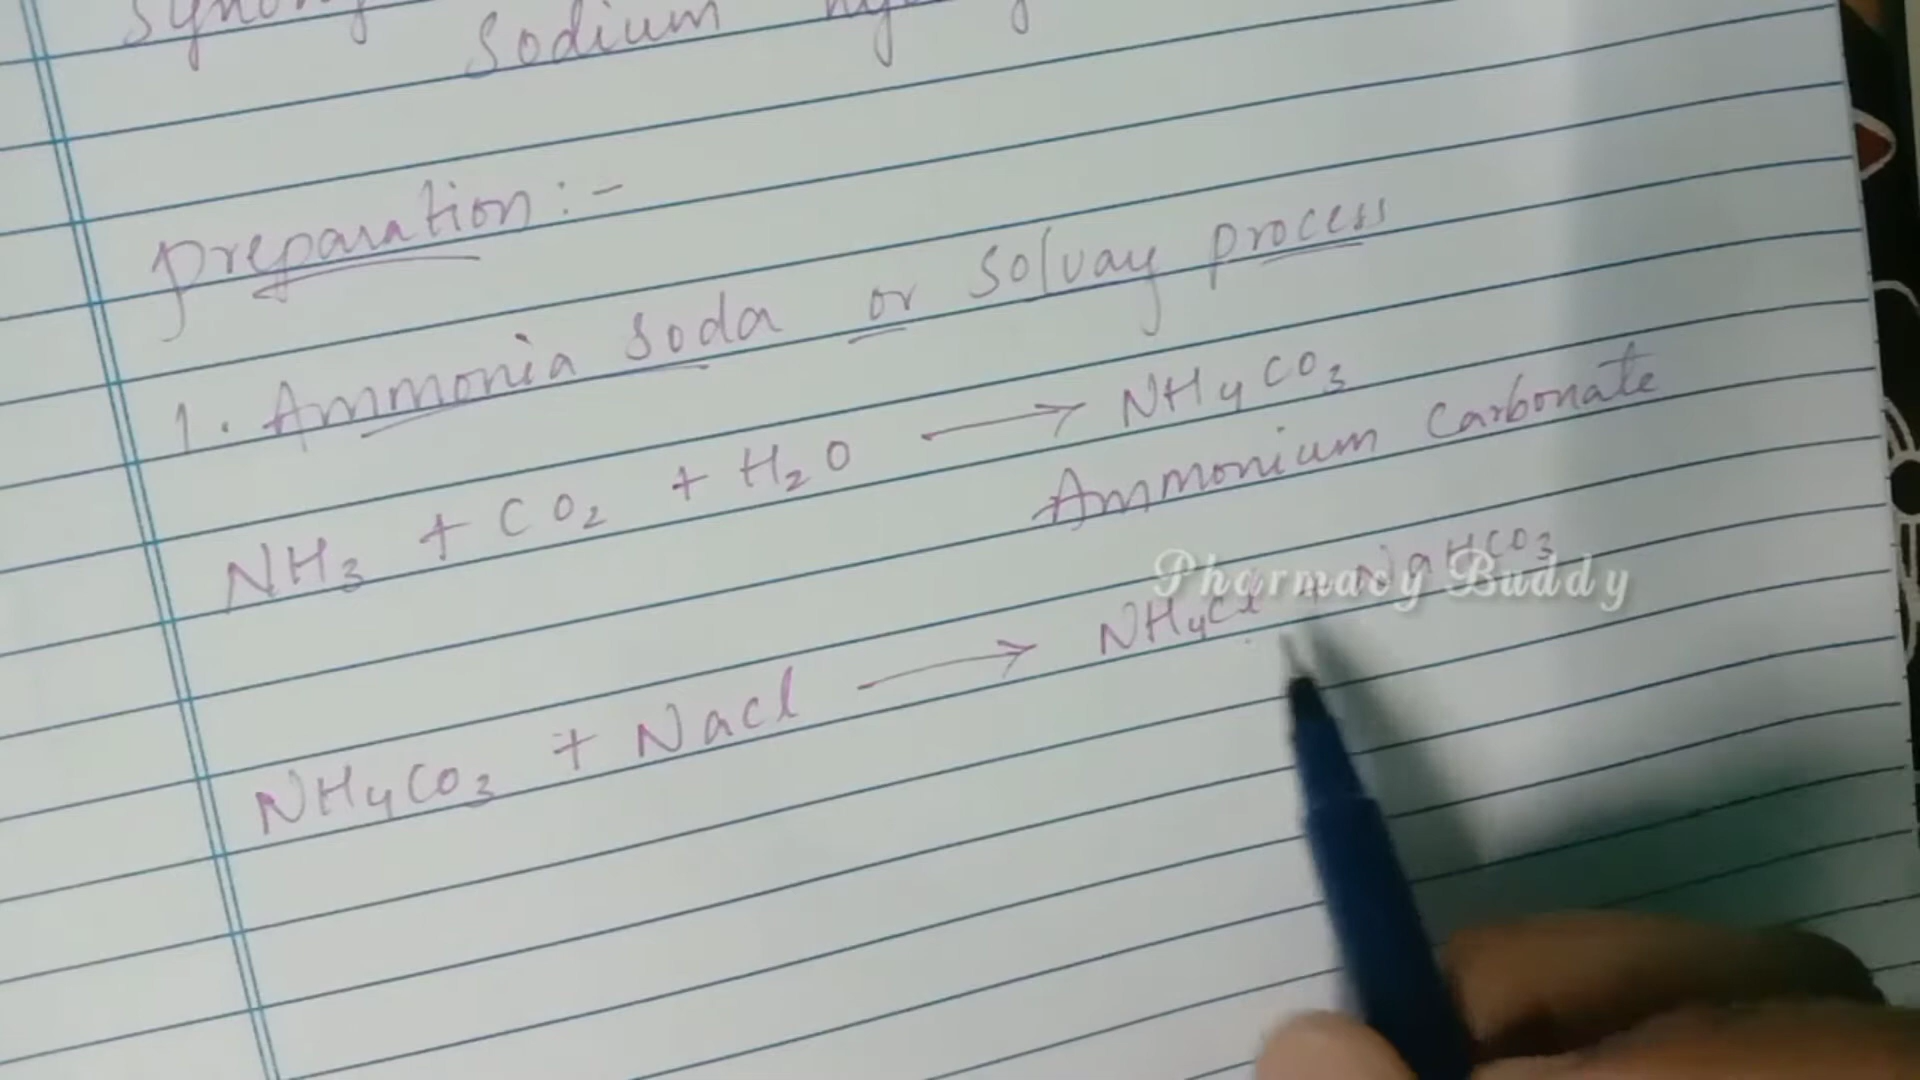 Sodium
Preparation:-
1. Ammonia Soda or Solvay process
NH3 + CO2 + H2O → NH4CO3
Ammonium Carbonate
Pharmacy Buddy
NH4CO3 + Nacl → NH4Cl + NaHCO3